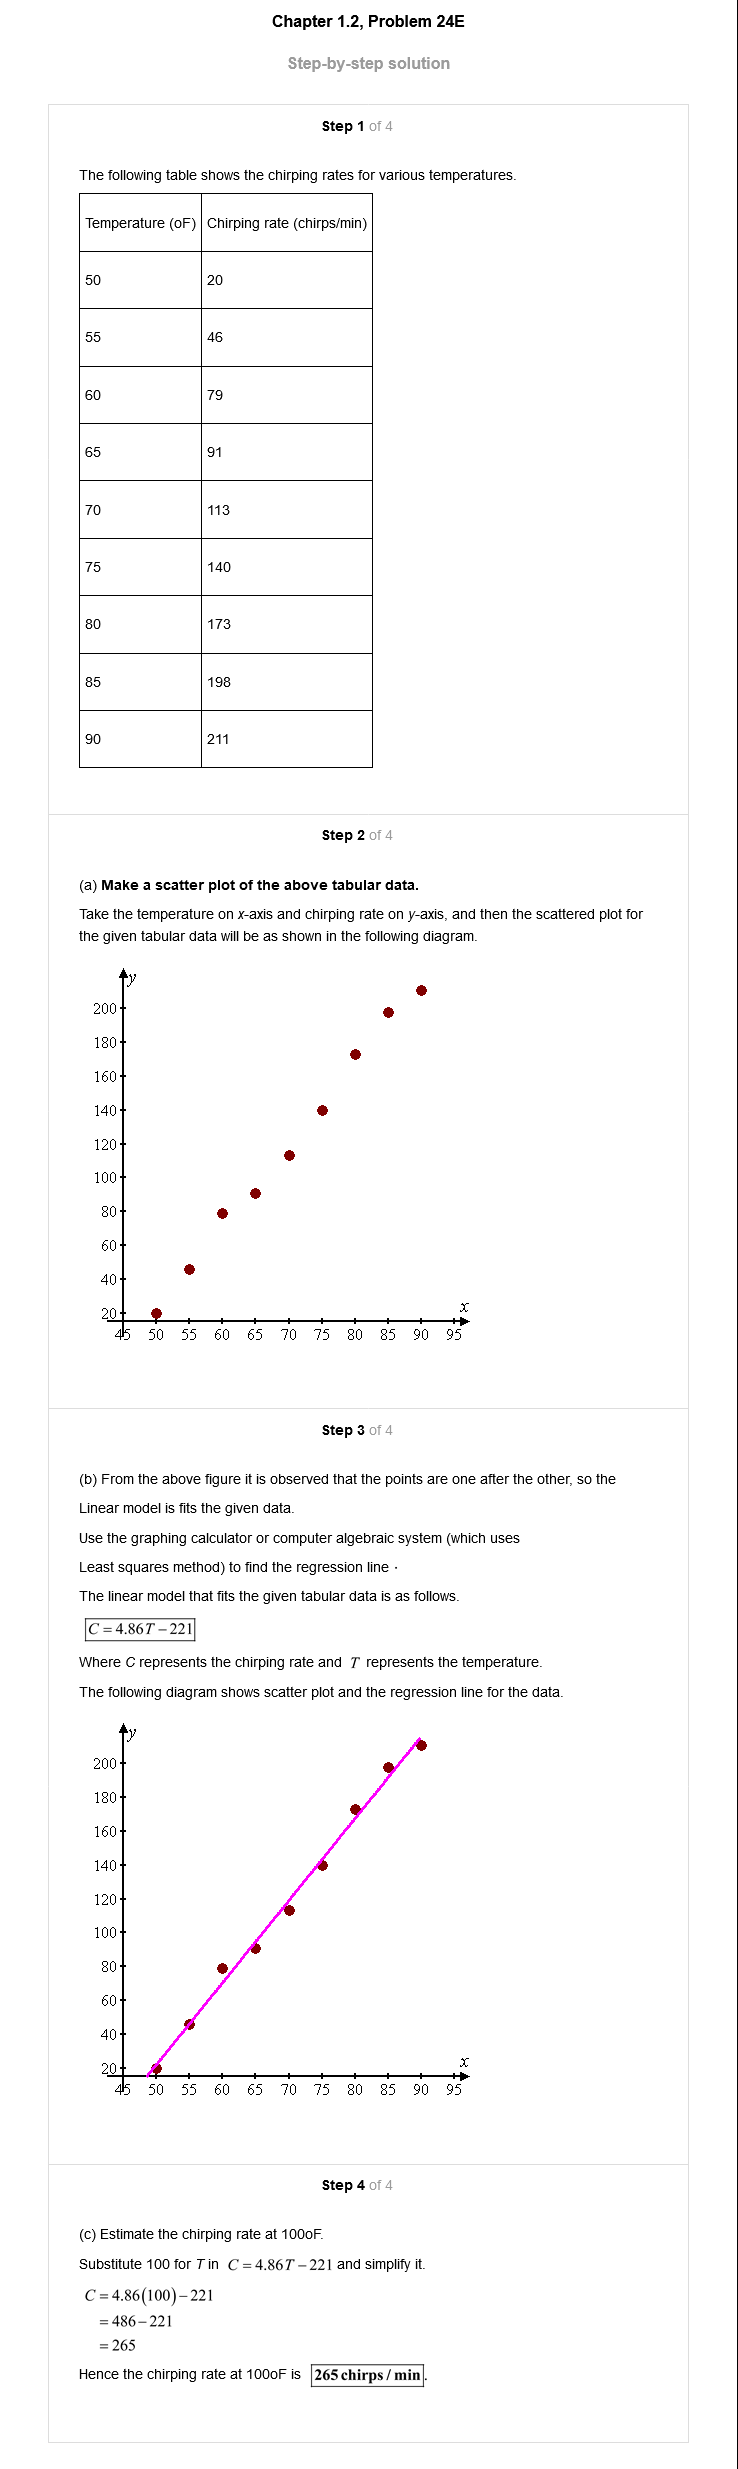 Chapter 1.2, Problem 24E
Step-by-step solution
Step 1 of 4
The following table shows the chirping rates for various temperatures.
Temperature (oF) Chirping rate (chirps/min)
50 20
55 46
60 79
65 91
70 113
75 140
80 173
85 198
90 211
Step 2 of 4
(a) Make a scatter plot of the above tabular data.
Take the temperature on x-axis and chirping rate on y-axis, and then the scattered plot for
the given tabular data will be as shown in the following diagram.
y
200
180
160
140
120
100
80
60
40
20
x
45 50 55 60 65 70 75 80 85 90 95
Step 3 of 4
(b) From the above figure it is observed that the points are one after the other, so the
Linear model is fits the given data.
Use the graphing calculator or computer algebraic system (which uses
Least squares method) to find the regression line ·
The linear model that fits the given tabular data is as follows.
C = 4.86T – 221
Where C represents the chirping rate and T represents the temperature.
The following diagram shows scatter plot and the regression line for the data.
y
200
180
160
140
120
100
80
60
40
20
x
45 50 55 60 65 70 75 80 85 90 95
Step 4 of 4
(c) Estimate the chirping rate at 100oF.
Substitute 100 for T in C = 4.86T – 221 and simplify it.
C = 4.86(100) – 221
= 486 – 221
= 265
Hence the chirping rate at 100oF is 265 chirps / min.